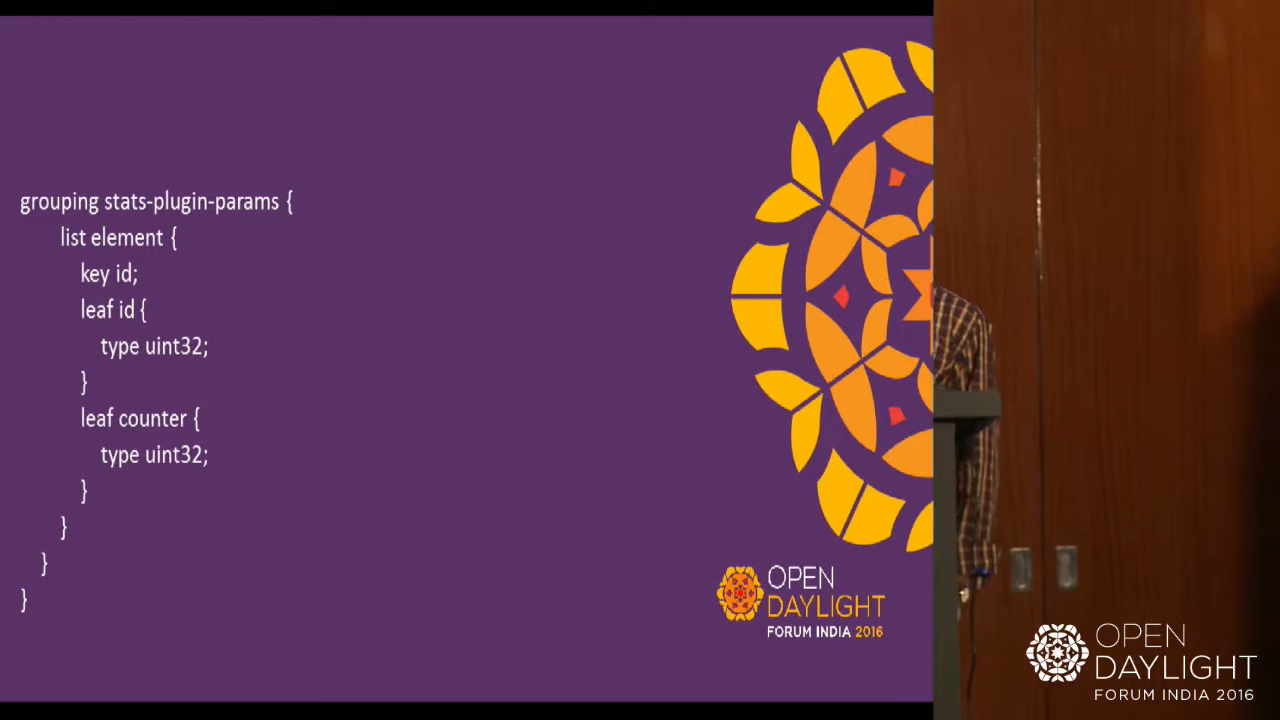 grouping stats-plugin-params {
list element {
key id;
leaf id {
type uint32;
}
leaf counter {
type uint32;
}
}
}
}
OPEN
DAYLIGHT
FORUM INDIA 2016
OPEN
DAYLIGHT
FORUM INDIA 2016